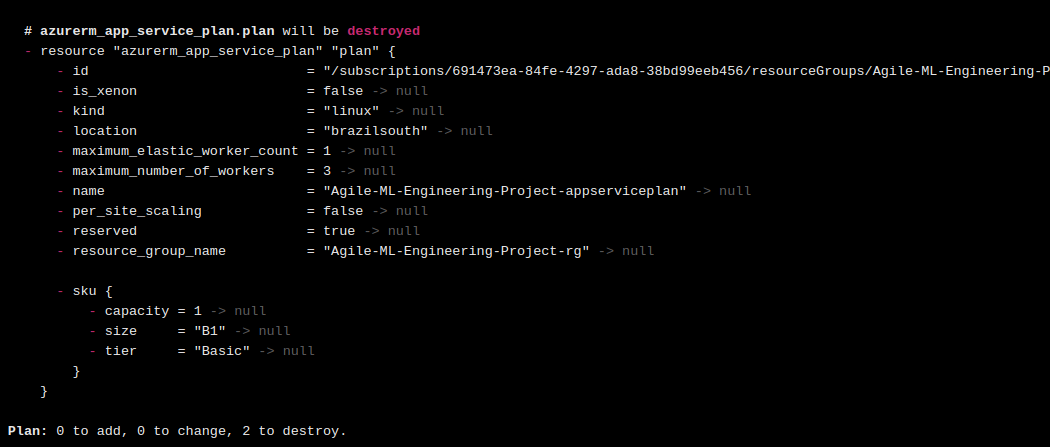 # azurerm_app_service_plan.plan will be destroyed
- resource "azurerm_app_service_plan" "plan" {
- id = "/subscriptions/691473ea-84fe-4297-ada8-38bd99eeb456/resourceGroups/Agile-ML-Engineering-P
- is_xenon = false -> null
- kind = "linux" -> null
- location = "brazilsouth" -> null
- maximum_elastic_worker_count = 1 -> null
- maximum_number_of_workers = 3 -> null
- name = "Agile-ML-Engineering-Project-appserviceplan" -> null
- per_site_scaling = false -> null
- reserved = true -> null
- resource_group_name = "Agile-ML-Engineering-Project-rg" -> null
- sku {
- capacity = 1 -> null
- size = "B1" -> null
- tier = "Basic" -> null
}
}
Plan: 0 to add, 0 to change, 2 to destroy.